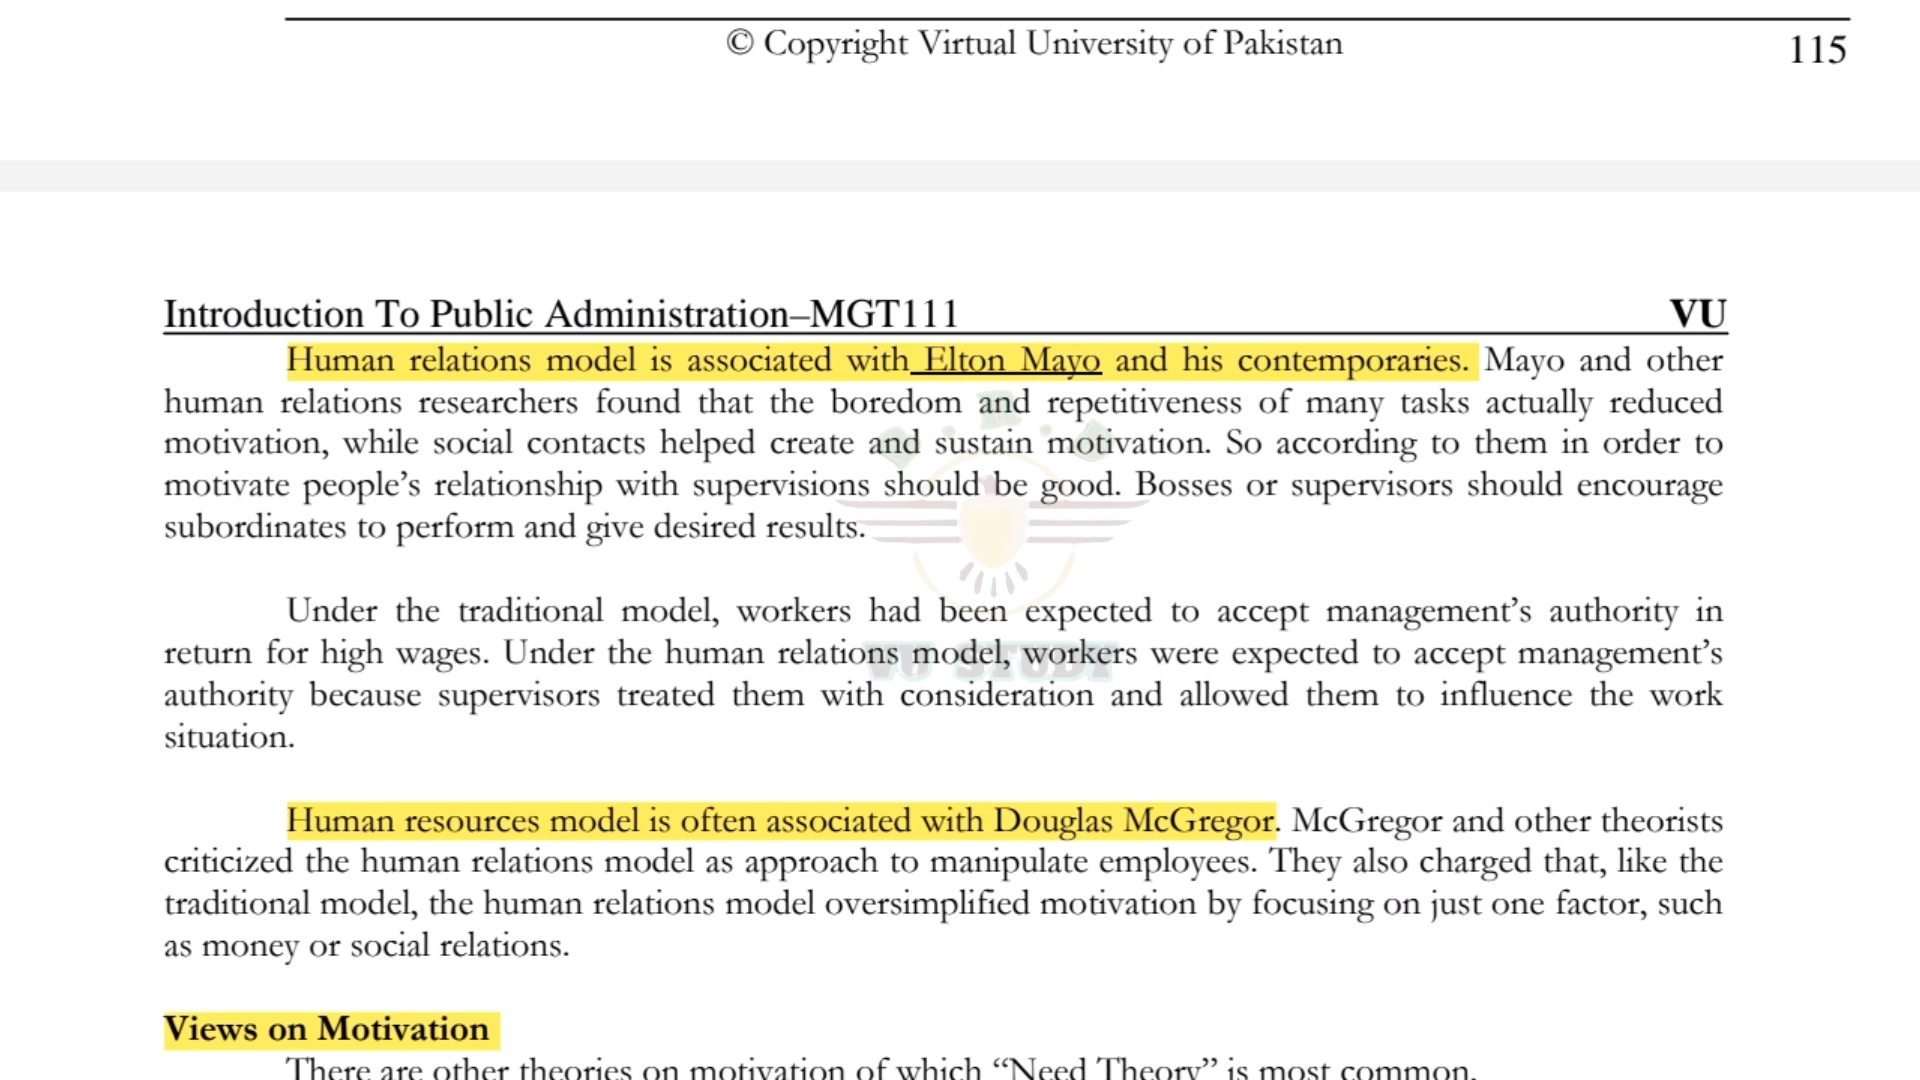 © Copyright Virtual University of Pakistan 115
Introduction To Public Administration–MGT111 VU
Human relations model is associated with Elton Mayo and his contemporaries. Mayo and other
human relations researchers found that the boredom and repetitiveness of many tasks actually reduced
motivation, while social contacts helped create and sustain motivation. So according to them in order to
motivate people’s relationship with supervisions should be good. Bosses or supervisors should encourage
subordinates to perform and give desired results.
VU STUDY
Under the traditional model, workers had been expected to accept management’s authority in
return for high wages. Under the human relations model, workers were expected to accept management’s
authority because supervisors treated them with consideration and allowed them to influence the work
situation.
Human resources model is often associated with Douglas McGregor. McGregor and other theorists
criticized the human relations model as approach to manipulate employees. They also charged that, like the
traditional model, the human relations model oversimplified motivation by focusing on just one factor, such
as money or social relations.
Views on Motivation
There are other theories on motivation of which “Need Theory” is most common.